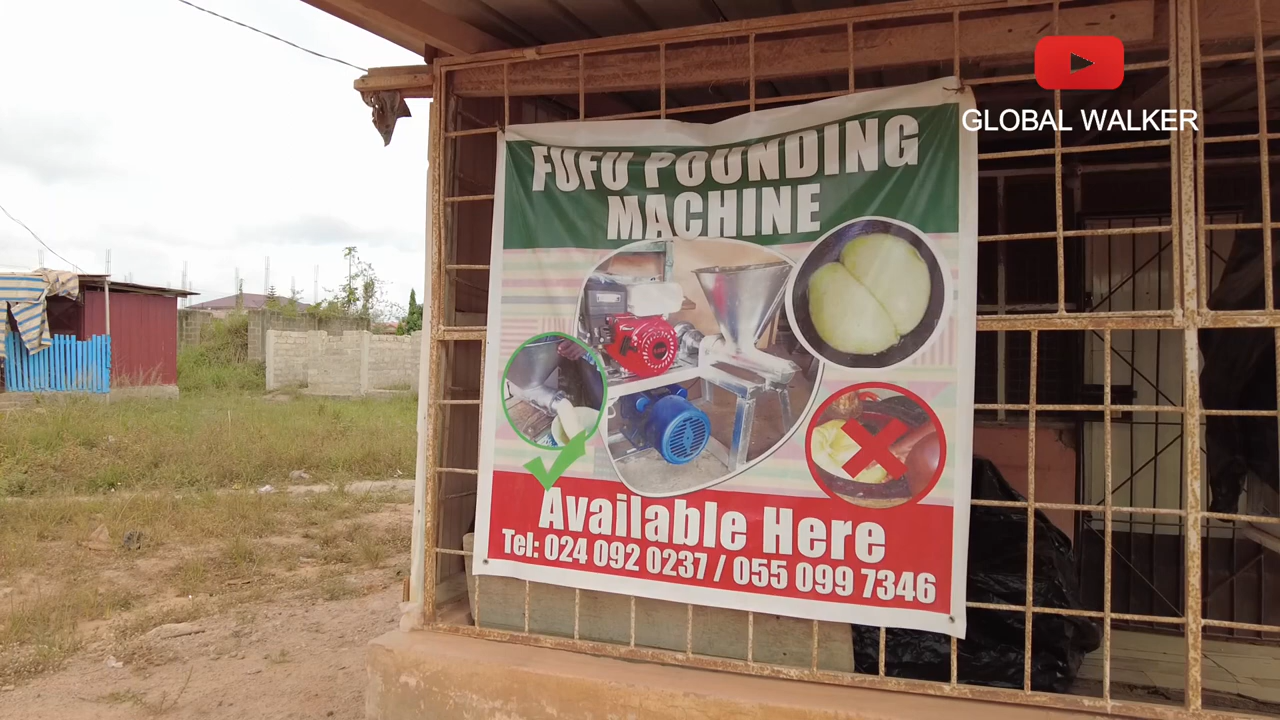 GLOBAL WALKER
FUFU POUNDING
MACHINE
Available Here
Tel: 024 092 0237 / 055 099 7346